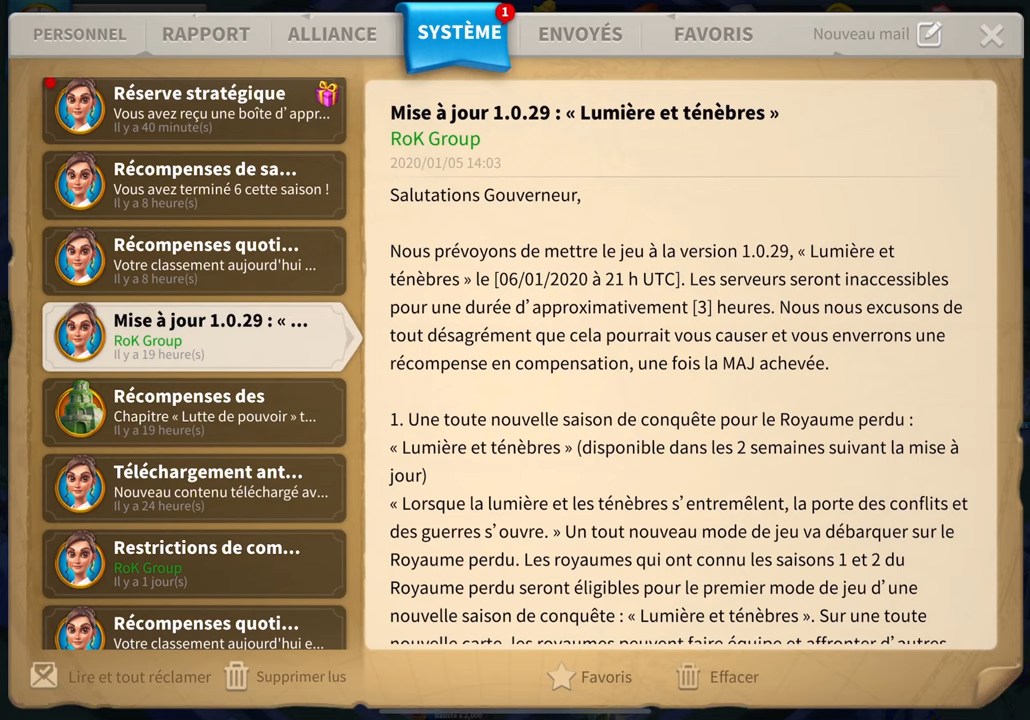 PERSONNEL
RAPPORT
ALLIANCE
SYSTÈME
1
ENVOYÉS
FAVORIS
Nouveau mail
Réserve stratégique
Vous avez reçu une boîte d'appr...
Il y a 40 minute(s)
Récompenses de sa...
Vous avez terminé 6 cette saison !
Il y a 8 heure(s)
Récompenses quoti...
Votre classement aujourd'hui ...
Il y a 8 heure(s)
Mise à jour 1.0.29 : « ...
RoK Group
Il y a 19 heure(s)
Récompenses des
Chapitre « Lutte de pouvoir » t...
Il y a 19 heure(s)
Téléchargement ant...
Nouveau contenu téléchargé av...
Il y a 24 heure(s)
Restrictions de com...
RoK Group
Il y a 1 jour(s)
Récompenses quoti...
Votre classement aujourd'hui e...
Mise à jour 1.0.29 : « Lumière et ténèbres »
RoK Group
2020/01/05 14:03
Salutations Gouverneur,
Nous prévoyons de mettre le jeu à la version 1.0.29, « Lumière et
ténèbres » le [06/01/2020 à 21 h UTC]. Les serveurs seront inaccessibles
pour une durée d'approximativement [3] heures. Nous nous excusons de
tout désagrément que cela pourrait vous causer et vous enverrons une
récompense en compensation, une fois la MAJ achevée.
1. Une toute nouvelle saison de conquête pour le Royaume perdu :
« Lumière et ténèbres » (disponible dans les 2 semaines suivant la mise à
jour)
« Lorsque la lumière et les ténèbres s'entremêlent, la porte des conflits et
des guerres s'ouvre. » Un tout nouveau mode de jeu va débarquer sur le
Royaume perdu. Les royaumes qui ont connu les saisons 1 et 2 du
Royaume perdu seront éligibles pour le premier mode de jeu d'une
nouvelle saison de conquête : « Lumière et ténèbres ». Sur une toute
nouvelle carte, les royaumes peuvent faire équipe et affronter d'autres
Lire et tout réclamer
Supprimer lus
Favoris
Effacer